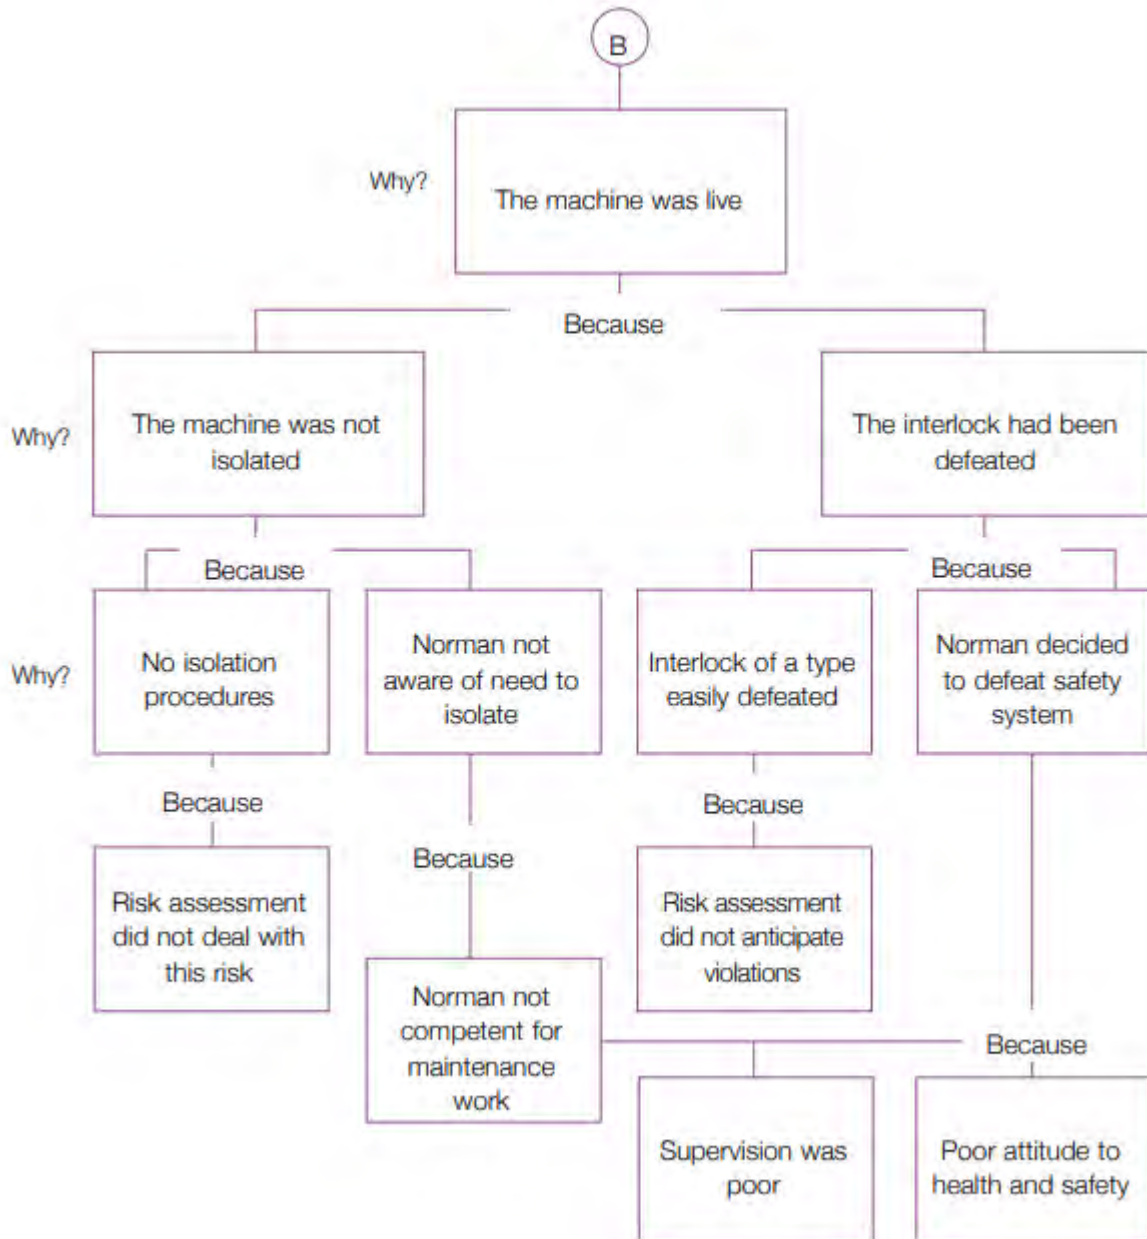 B
Why?
The machine was live
Because
Why?
The machine was not
isolated
The interlock had been
defeated
Because
Because
Why?
No isolation
procedures
Norman not
aware of need to
isolate
Interlock of a type
easily defeated
Norman decided
to defeat safety
system
Because
Because
Because
Risk assessment
did not deal with
this risk
Risk assessment
did not anticipate
violations
Norman not
competent for
maintenance
work
Because
Supervision was
poor
Poor attitude to
health and safety